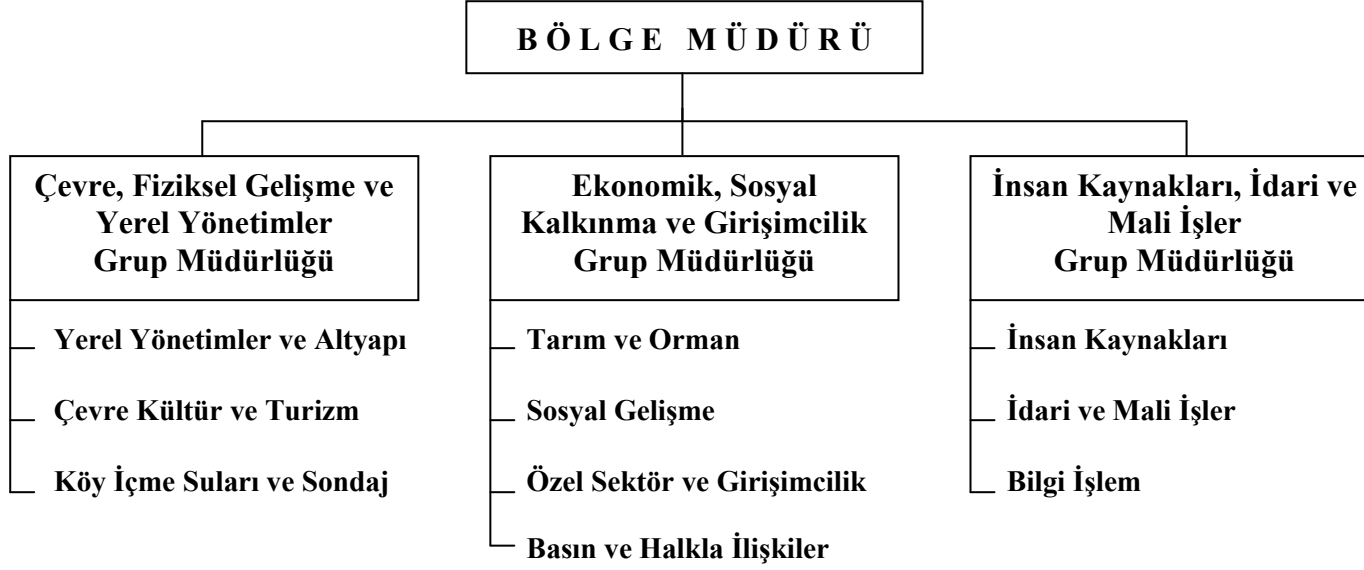 BÖLGE MÜDÜRÜ
Çevre, Fiziksel Gelişme ve
Yerel Yönetimler
Grup Müdürlüğü
Yerel Yönetimler ve Altyapı
Çevre Kültür ve Turizm
Köy İçme Suları ve Sondaj
Ekonomik, Sosyal
Kalkınma ve Girişimcilik
Grup Müdürlüğü
Tarım ve Orman
Sosyal Gelişme
Özel Sektör ve Girişimcilik
Basın ve Halkla İlişkiler
İnsan Kaynakları, İdari ve
Mali İşler
Grup Müdürlüğü
İnsan Kaynakları
İdari ve Mali İşler
Bilgi İşlem